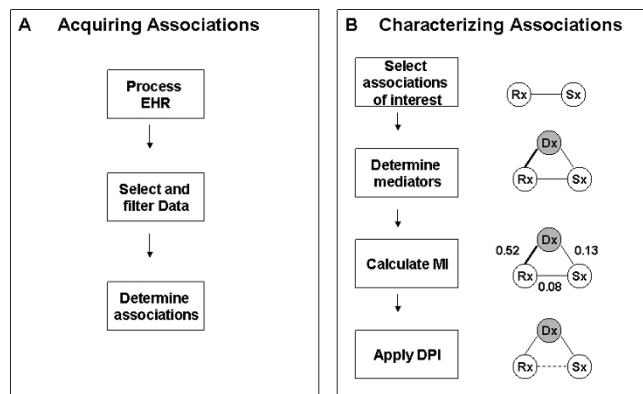 A Acquiring Associations
Process
EHR
Select and
filter Data
Determine
associations
B Characterizing Associations
Select
associations
of interest
Rx
Sx
Determine
mediators
Dx
Rx
Sx
Calculate MI
Dx
0.52
0.13
Rx
Sx
0.08
Apply DPI
Dx
Rx
Sx